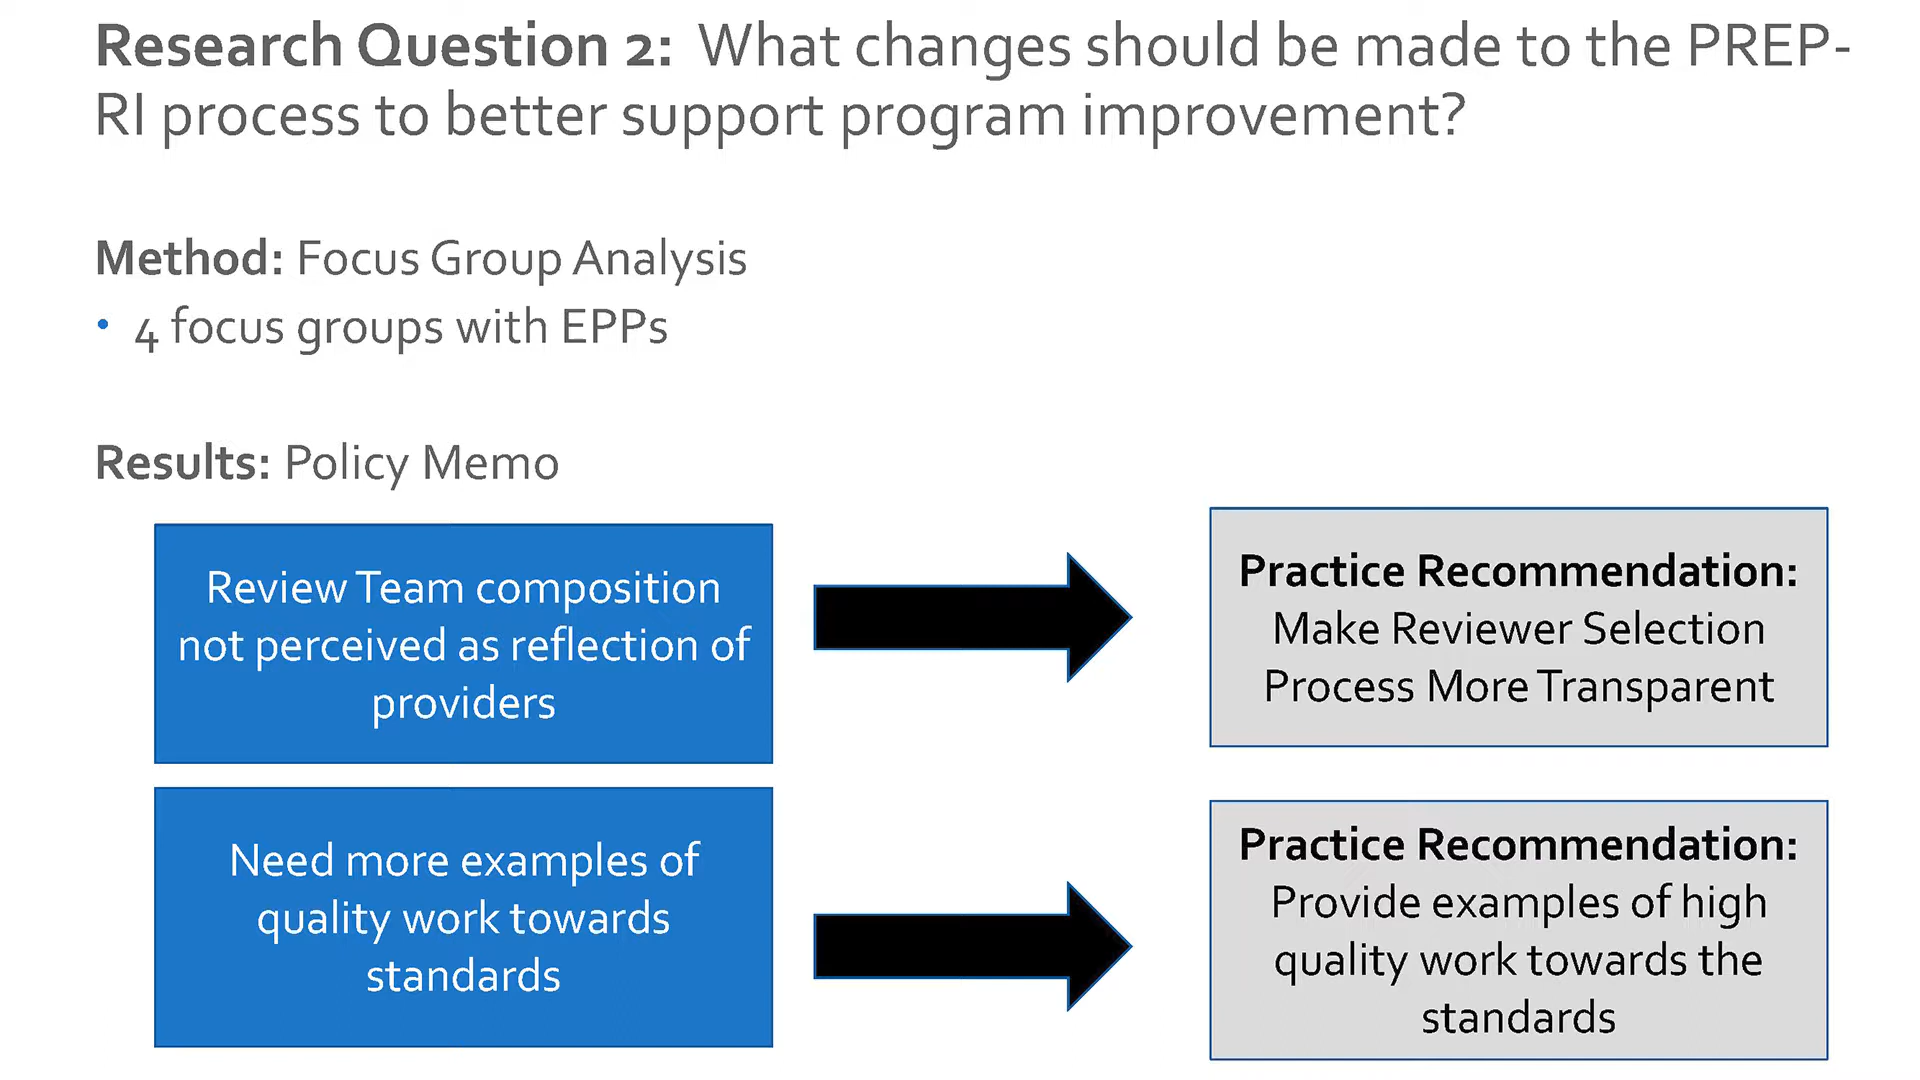 Research Question 2: What changes should be made to the PREP-
RI process to better support program improvement?
Method: Focus Group Analysis
• 4 focus groups with EPPs
Results: Policy Memo
Review Team composition
not perceived as reflection of
providers
Practice Recommendation:
Make Reviewer Selection
Process More Transparent
Need more examples of
quality work towards
standards
Practice Recommendation:
Provide examples of high
quality work towards the
standards